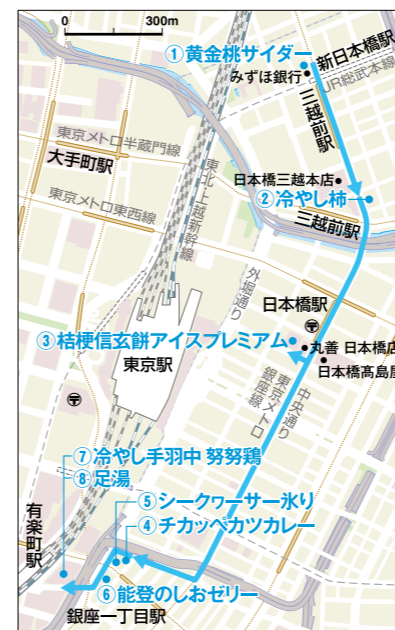 0 300m
①黄金桃サイダー
新日本橋駅
みずほ銀行
JR総武本線
三越前駅
東京メトロ半蔵門線
大手町駅
東北・上越新幹線
日本橋三越本店
②冷やし柿
東京メトロ東西線
三越前駅
外堀通り
日本橋駅
③桔梗信玄餅アイスプレミアム
丸善 日本橋店
東京駅
日本橋髙島屋
東京メトロ
銀座線
中央通り
⑦冷やし手羽中 努努鶏
⑧足湯
⑤シークヮーサー氷り
④チカッペカツカレー
有楽町駅
⑥能登のしおゼリー
銀座一丁目駅